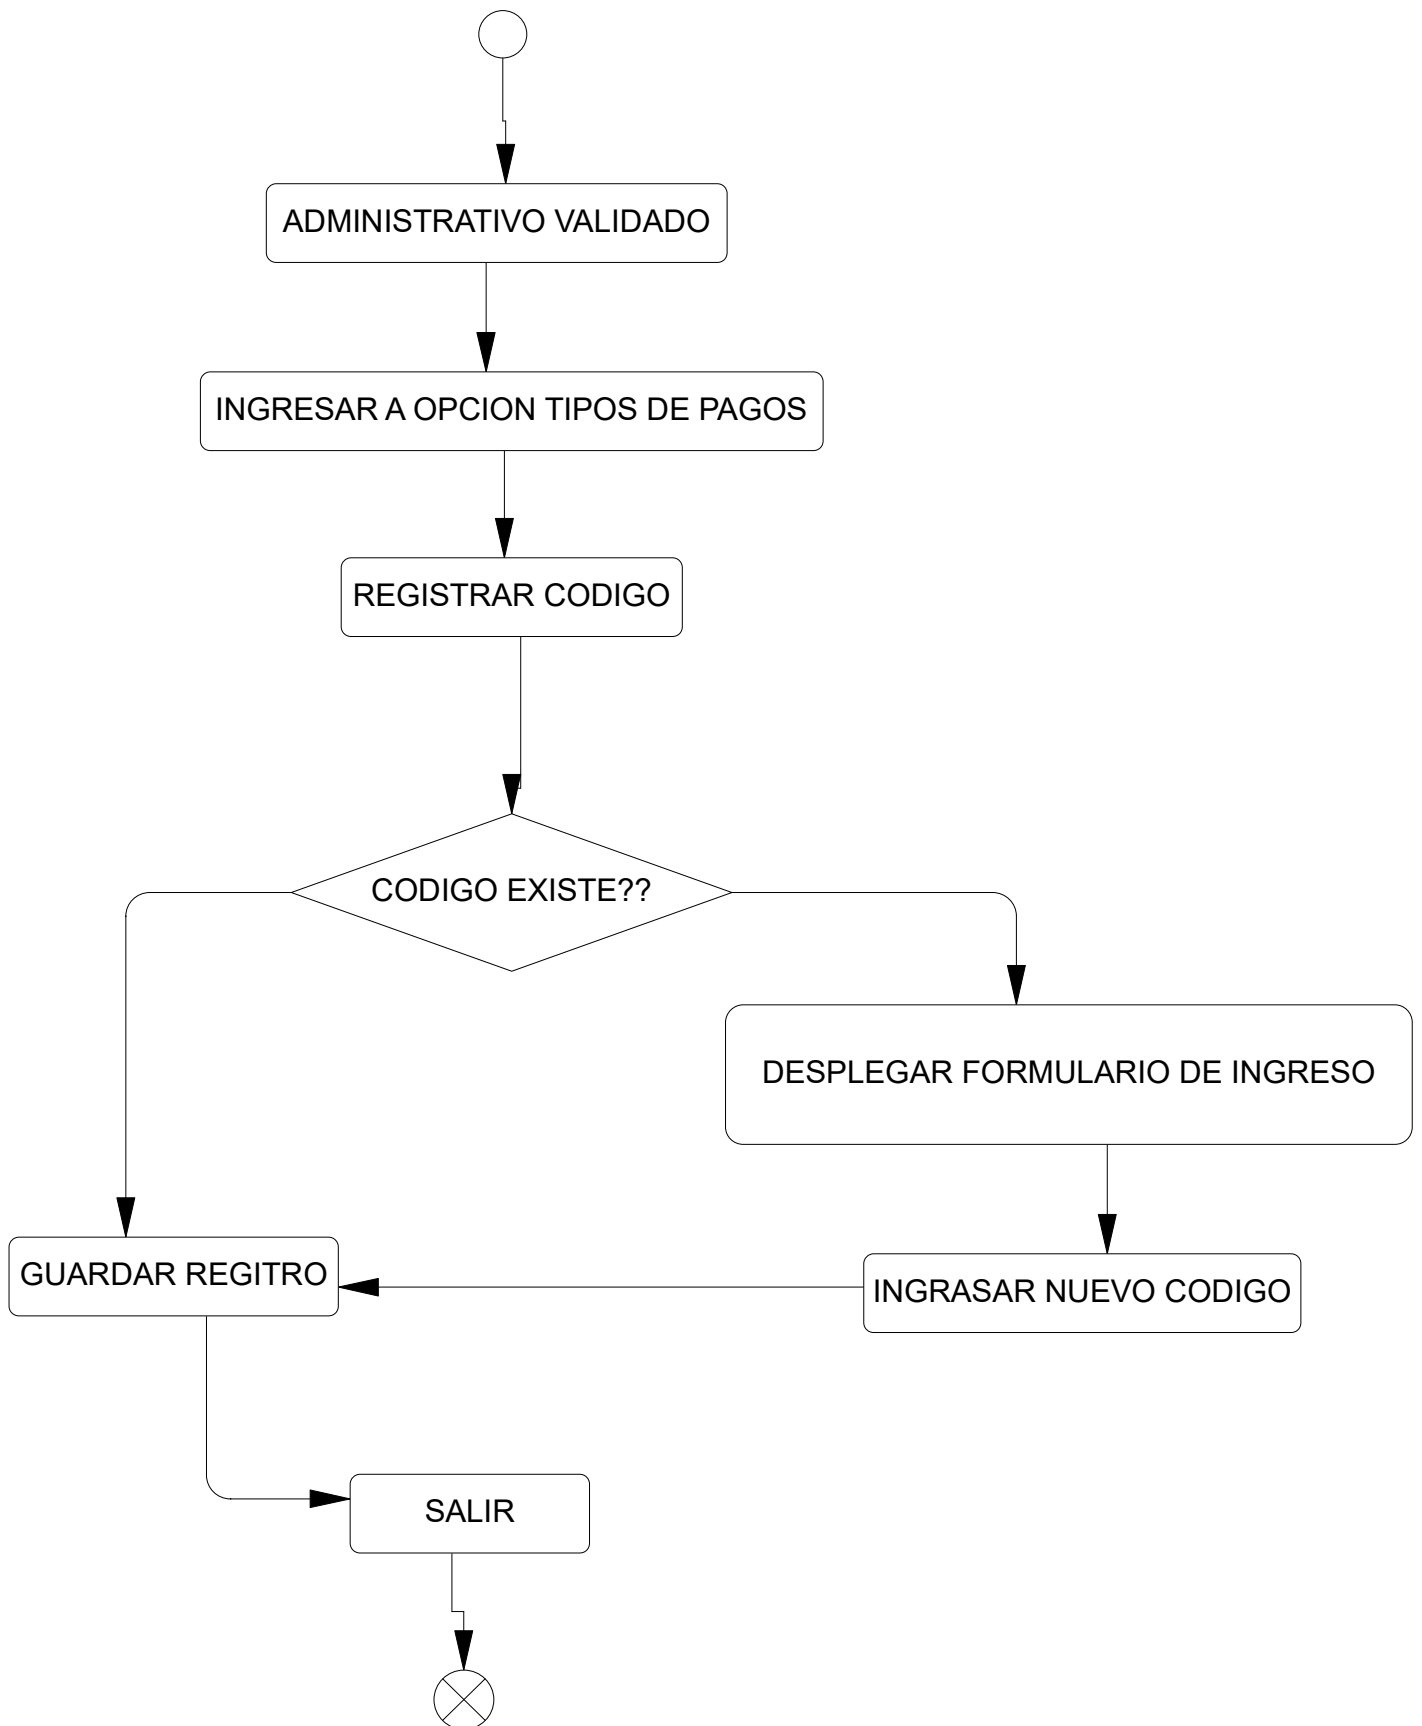 ADMINISTRATIVO VALIDADO
INGRESAR A OPCION TIPOS DE PAGOS
REGISTRAR CODIGO
CODIGO EXISTE??
DESPLEGAR FORMULARIO DE INGRESO
GUARDAR REGITRO
INGRASAR NUEVO CODIGO
SALIR